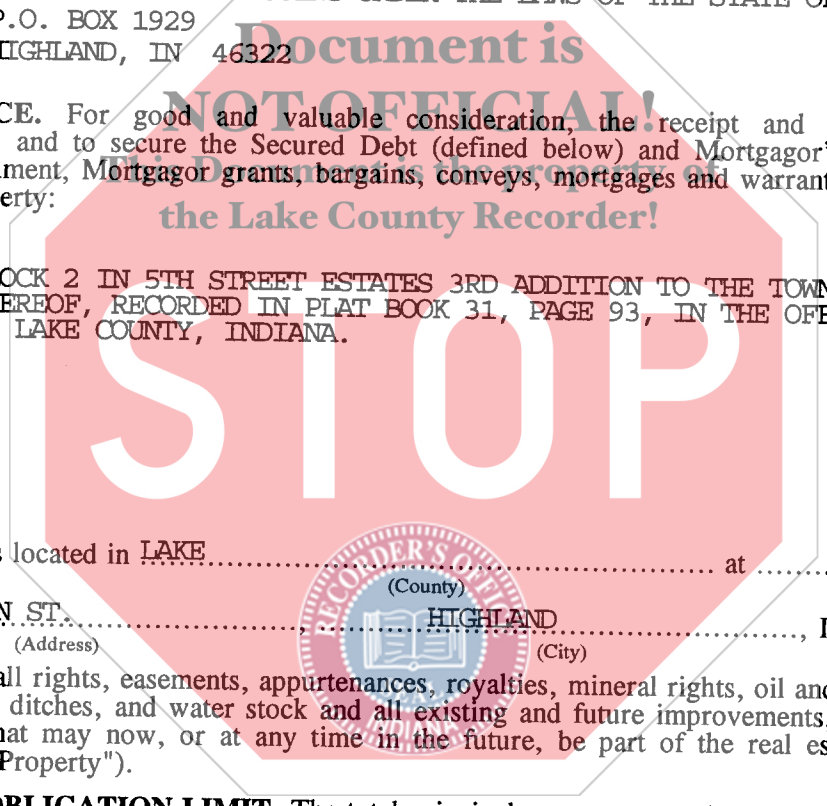 P.O. BOX 1929
HIGHLAND, IN 46322
Document is
NOT OFFICIAL!
This Document is the property of
the Lake County Recorder!
CE. For good and valuable consideration, the receipt and
and to secure the Secured Debt (defined below) and Mortgagor'
ment, Mortgagor grants, bargains, conveys, mortgages and warrant
erty:
OCK 2 IN 5TH STREET ESTATES 3RD ADDITION TO THE TOWN
EREOF, RECORDED IN PLAT BOOK 31, PAGE 93, IN THE OFF
LAKE COUNTY, INDIANA.
STOP
s located in LAKE at
(County)
N ST. , HIGHLAND ,
(Address) (City)
RECORDER'S OFFICE
INDIANA
all rights, easements, appurtenances, royalties, mineral rights, oil and
ditches, and water stock and all existing and future improvements,
hat may now, or at any time in the future, be part of the real es
Property").
OBLIGATION LIMIT.